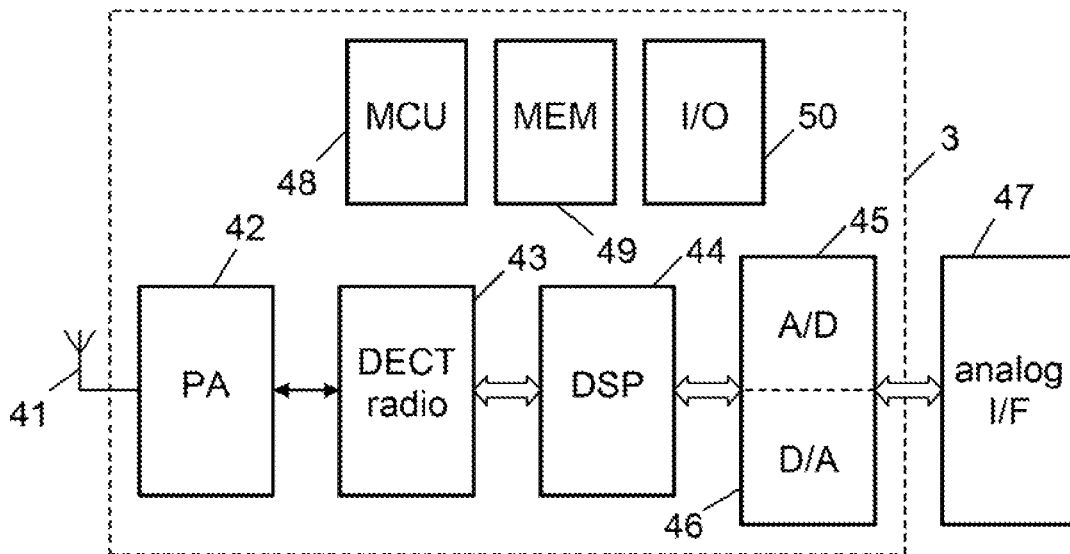 MCU
MEM
I/O
50
3
48
49
47
42
43
44
45
41
PA
DECT
radio
DSP
A/D
D/A
46
analog
I/F